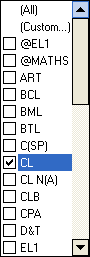 (All)
(Custom...)
@EL1
@MATHS
ART
BCL
BML
BTL
C(SP)
CL
CL N(A)
CLB
CPA
D&T
EL1